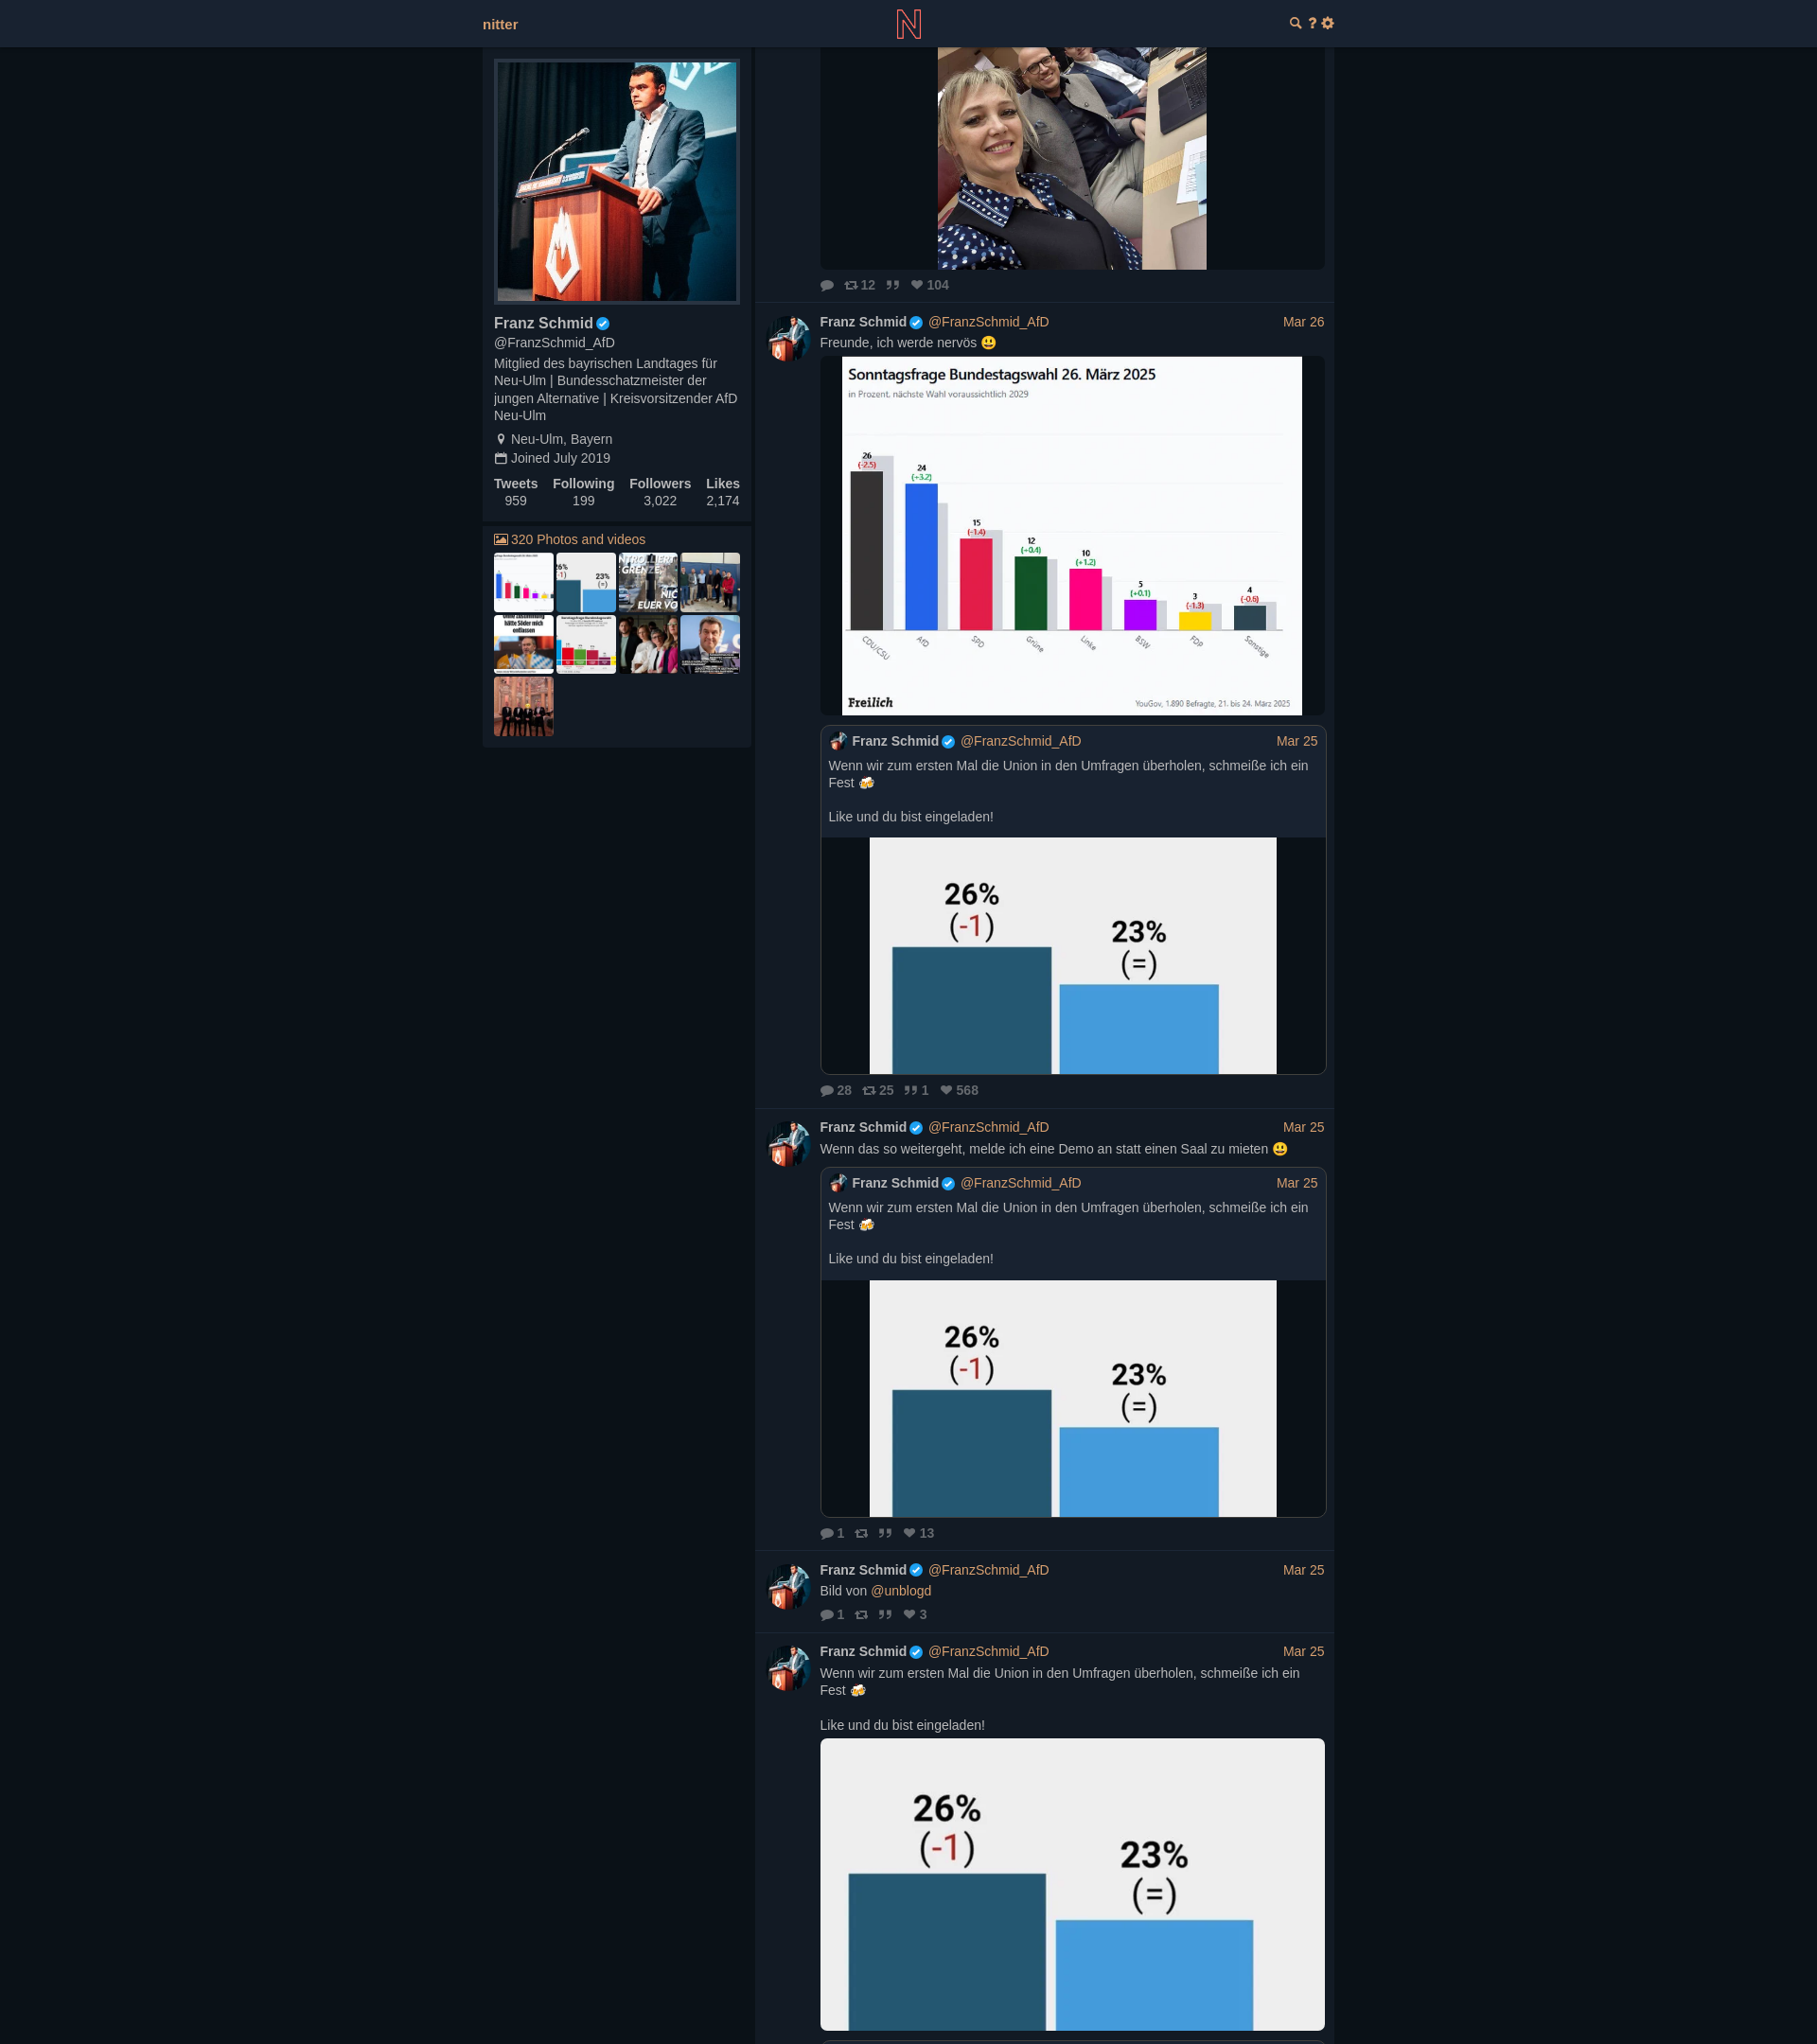 nitter
Franz Schmid
@FranzSchmid_AfD
Mitglied des bayrischen Landtages für
Neu-Ulm | Bundesschatzmeister der
jungen Alternative | Kreisvorsitzender AfD
Neu-Ulm
Neu-Ulm, Bayern
Joined July 2019
Tweets Following Followers Likes
959 199 3,022 2,174
320 Photos and videos
26%
23%
(=)
NIC
EUER VO
hätte Söder mich
entlassen
12 104
Franz Schmid @FranzSchmid_AfD Mar 26
Freunde, ich werde nervös 😃
Sonntagsfrage Bundestagswahl 26. März 2025
in Prozent, nächste Wahl voraussichtlich 2029
26
(-2.5)
24
(+3.2)
15
(-1.4)
12
(+0.4)
10
(+1.2)
5
(+0.1)
3
(-1.3)
4
(-0.6)
CDU/CSU AfD SPD Grüne Linke BSW FDP Sonstige
Freilich YouGov, 1.890 Befragte, 21. bis 24. März 2025
Franz Schmid @FranzSchmid_AfD Mar 25
Wenn wir zum ersten Mal die Union in den Umfragen überholen, schmeiße ich ein
Fest 🍻
Like und du bist eingeladen!
26%
(-1)
23%
(=)
28 25 1 568
Franz Schmid @FranzSchmid_AfD Mar 25
Wenn das so weitergeht, melde ich eine Demo an statt einen Saal zu mieten 😃
Franz Schmid @FranzSchmid_AfD Mar 25
Wenn wir zum ersten Mal die Union in den Umfragen überholen, schmeiße ich ein
Fest 🍻
Like und du bist eingeladen!
26%
(-1)
23%
(=)
1 13
Franz Schmid @FranzSchmid_AfD Mar 25
Bild von @unblogd
1 3
Franz Schmid @FranzSchmid_AfD Mar 25
Wenn wir zum ersten Mal die Union in den Umfragen überholen, schmeiße ich ein
Fest 🍻
Like und du bist eingeladen!
26%
(-1)
23%
(=)